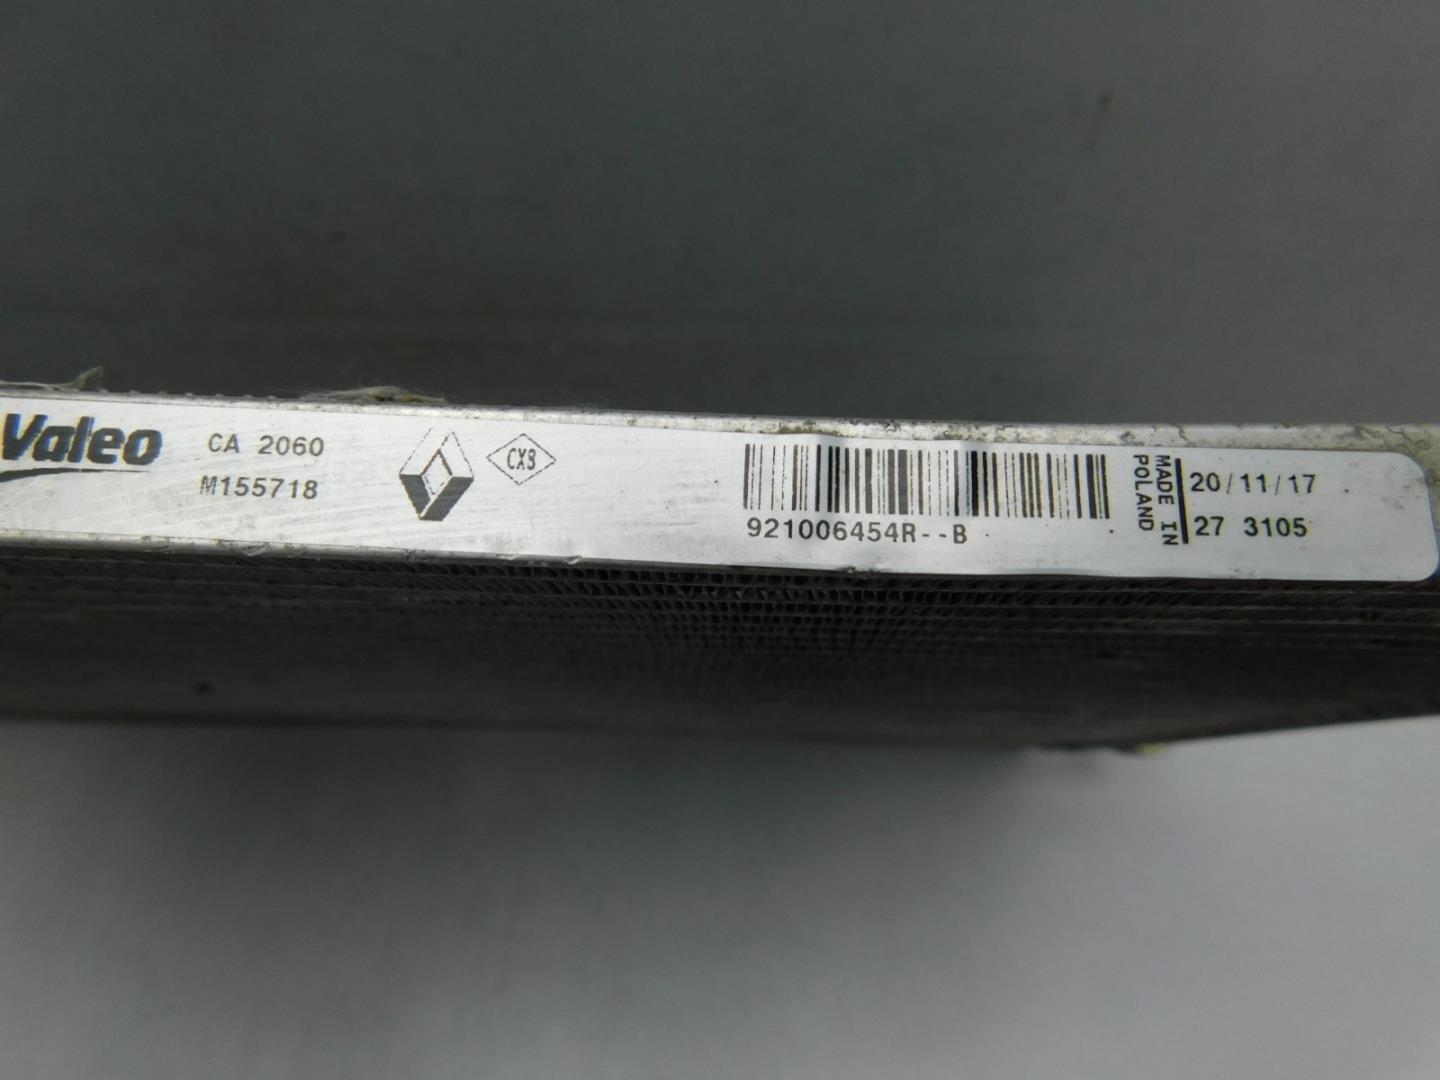 Valeo
CA 2060
M155718
CX3
921006454R--B
MADE IN
POLAND
20/11/17
27 3105